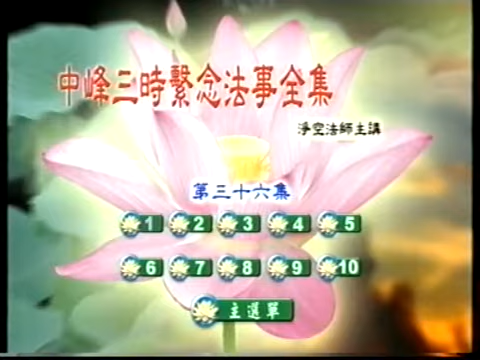 中峰三時繫念法事全集
淨空法師主講
第三十六集
1 2 3 4 5
6 7 8 9 10
主選單